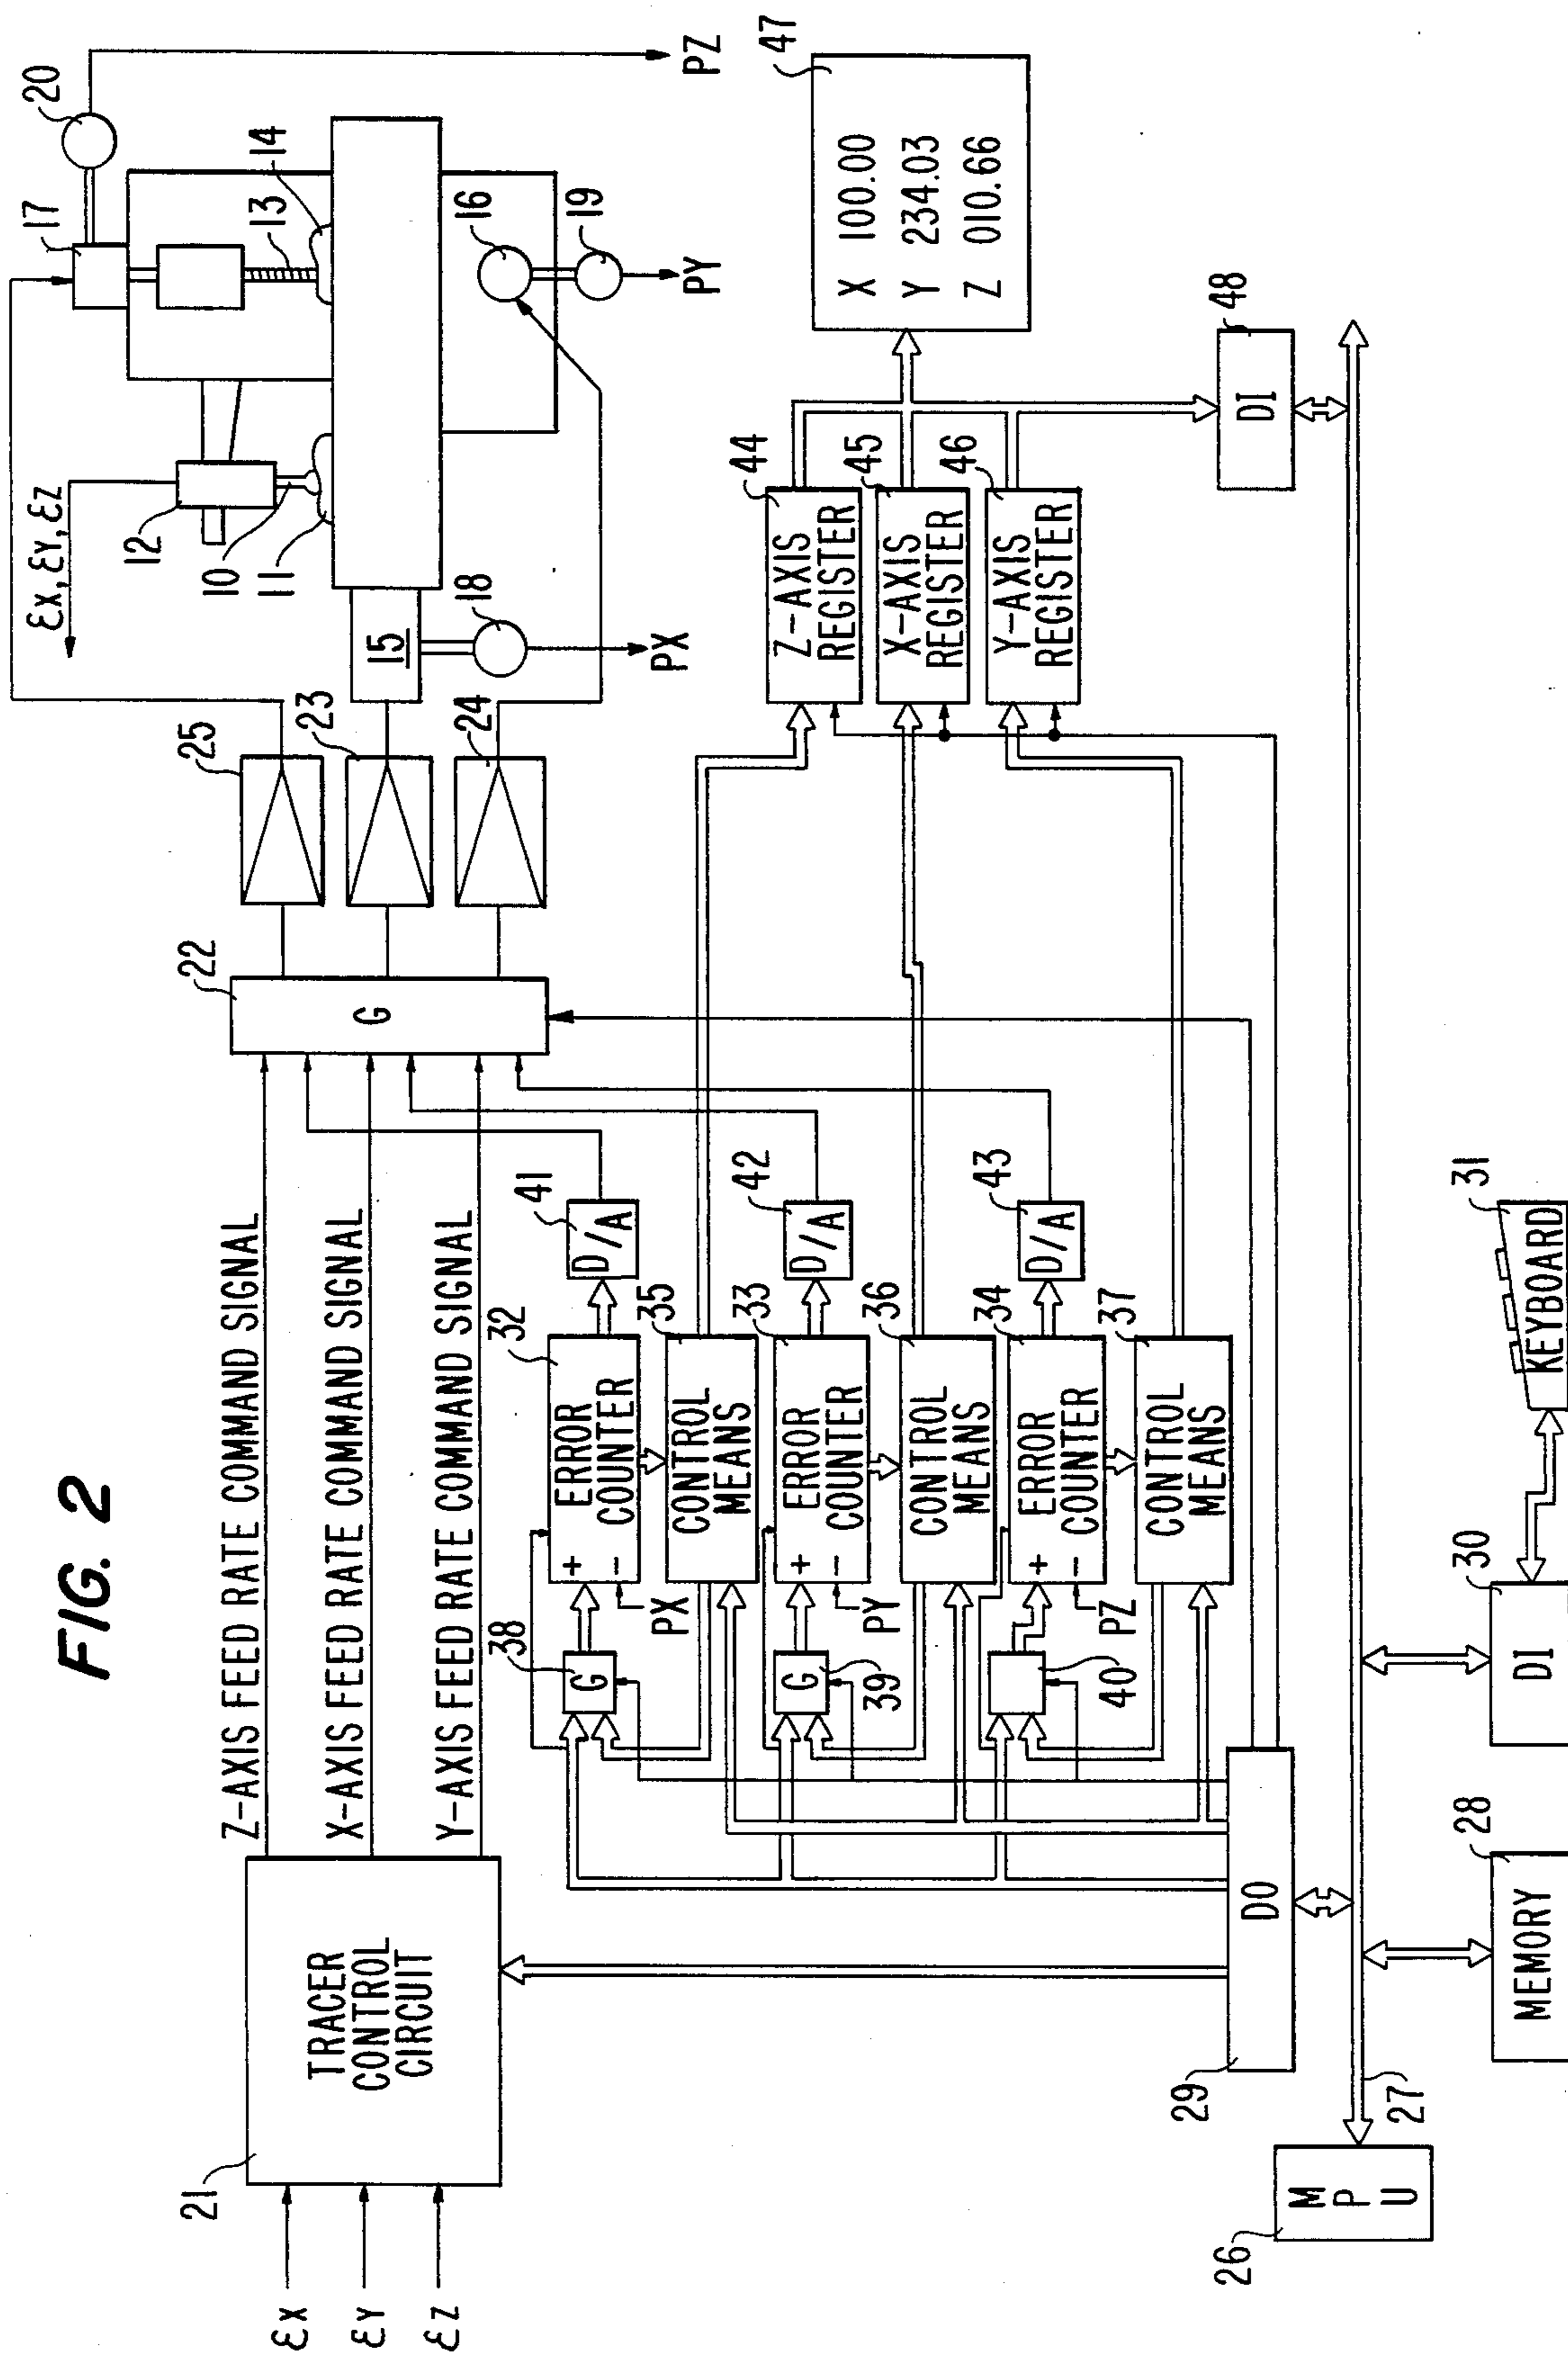 FIG. 2
εX
εY
εZ
21
TRACER
CONTROL
CIRCUIT
Z-AXIS FEED RATE COMMAND SIGNAL
X-AXIS FEED RATE COMMAND SIGNAL
Y-AXIS FEED RATE COMMAND SIGNAL
22
G
25
23
24
εX, εY, εZ
12
10
11
17
20
13
14
15
18
16
19
PX
PY
PZ
38
G
PX
+
-
32
ERROR
COUNTER
41
D/A
35
CONTROL
MEANS
39
G
PY
+
-
33
ERROR
COUNTER
42
D/A
36
CONTROL
MEANS
40
PZ
+
-
34
ERROR
COUNTER
43
D/A
37
CONTROL
MEANS
44
Z-AXIS
REGISTER
45
X-AXIS
REGISTER
46
Y-AXIS
REGISTER
47
X 100.00
Y 234.03
Z 010.66
48
DI
29
DO
26
M
P
U
27
28
MEMORY
30
DI
31
KEYBOARD